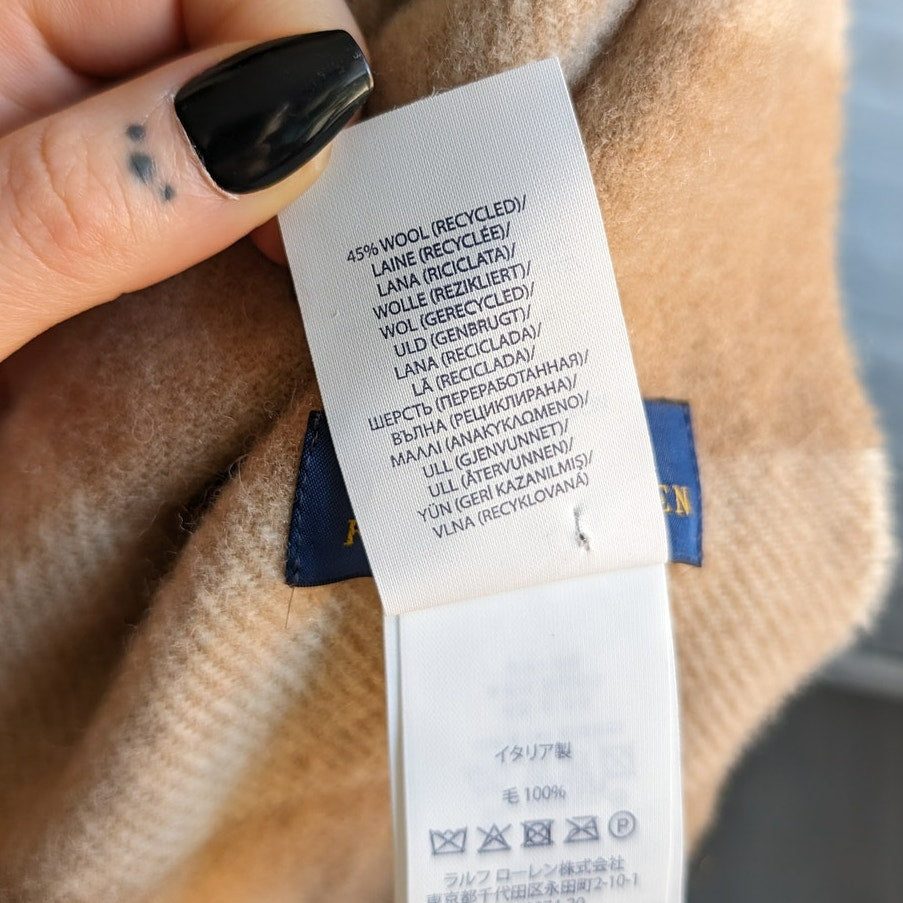 45% WOOL (RECYCLED)/
LAINE (RECYCLÉE)/
LANA (RICICLATA)/
WOLLE (REZIKLIERT)/
WOL (GERECYCLED)/
ULD (GENBRUGT)/
LANA (RECICLADA)/
LÃ (RECICLADA)/
ШЕРСТЬ (ПЕРЕРАБОТАННАЯ)/
ВЪЛНА (РЕЦИКЛИРАНА)/
ΜΑΛΛΙ (ΑΝΑΚΥΚΛΩΜΕΝΟ)/
ULL (GJENVUNNET)/
ULL (ÅTERVUNNEN)/
YÜN (GERİ KAZANILMIŞ)/
VLNA (RECYKLOVANÁ)
EN
イタリア製
毛 100%
P
ラルフ ローレン株式会社
東京都千代田区永田町2-10-1